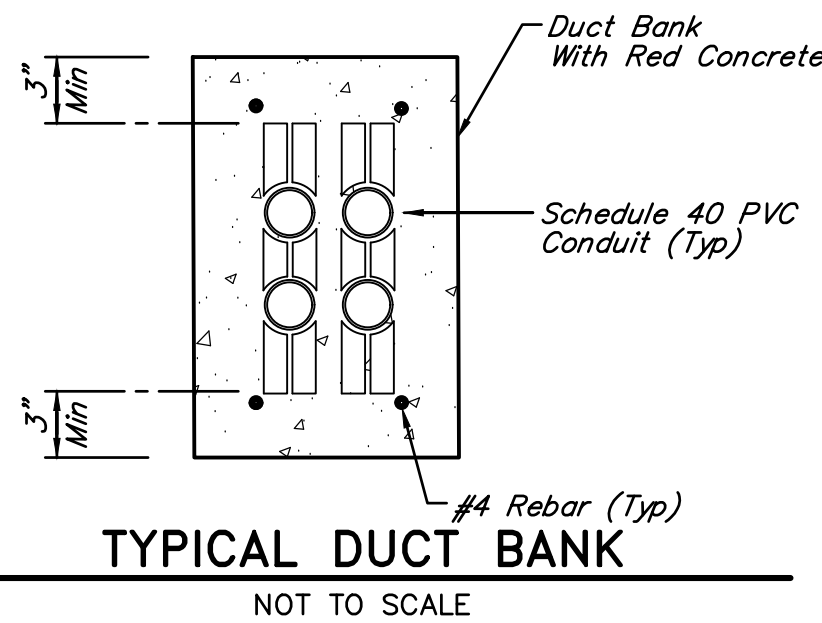 Duct Bank
With Red Concrete
3"
Min
Schedule 40 PVC
Conduit (Typ)
3"
Min
#4 Rebar (Typ)
TYPICAL DUCT BANK
NOT TO SCALE